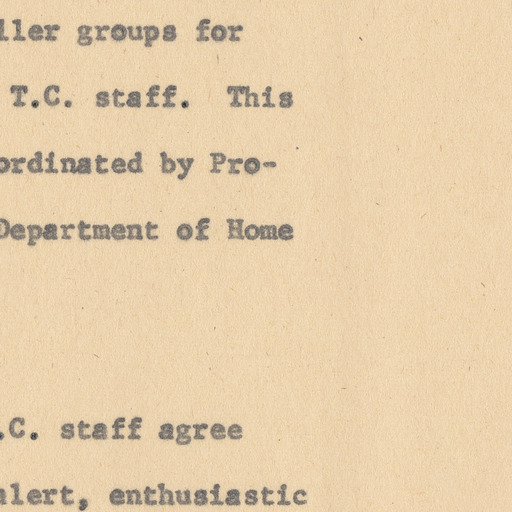 ller groups for
T.C. staff. This
ordinated by Pro-
Department of Home
.C. staff agree
alert, enthusiastic